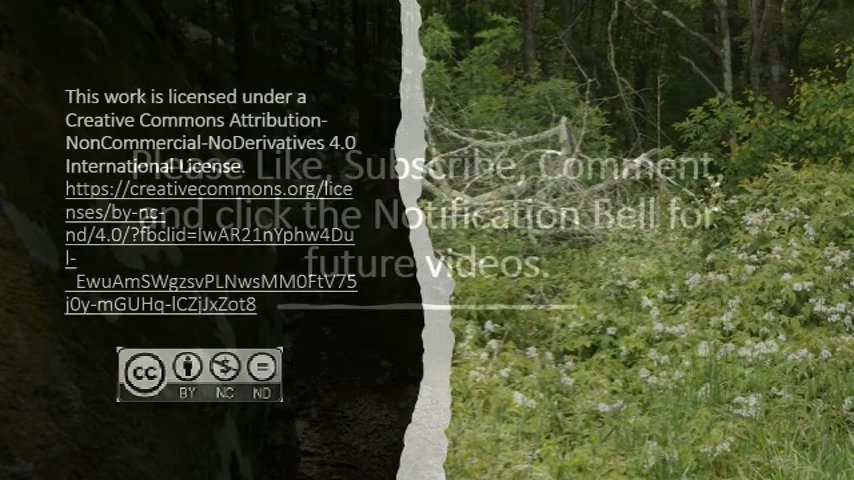 This work is licensed under a
Creative Commons Attribution-
NonCommercial-NoDerivatives 4.0
International License.
https://creativecommons.org/lice
nses/by-nc-
nd/4.0/?fbclid=IwAR21nYphw4Du
l-
_EwuAmSWgzsvPLNwsMM0FtV75
j0y-mGUHq-lCZjJxZot8
Please Like, Subscribe, Comment
and click the Notification Bell for
future videos.
cc
BY NC ND